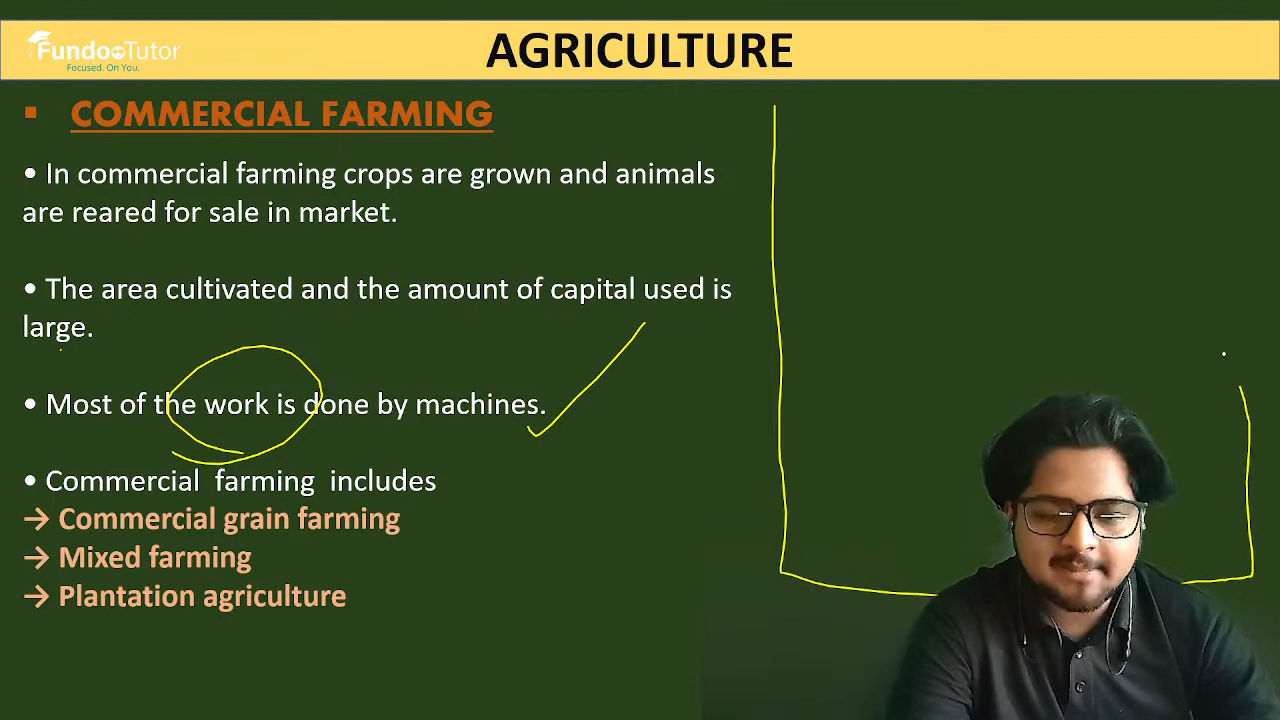 FundooTutor
Focused. On You.
AGRICULTURE
▪ COMMERCIAL FARMING
• In commercial farming crops are grown and animals
are reared for sale in market.
• The area cultivated and the amount of capital used is
large.
• Most of the work is done by machines.
• Commercial farming includes
→ Commercial grain farming
→ Mixed farming
→ Plantation agriculture